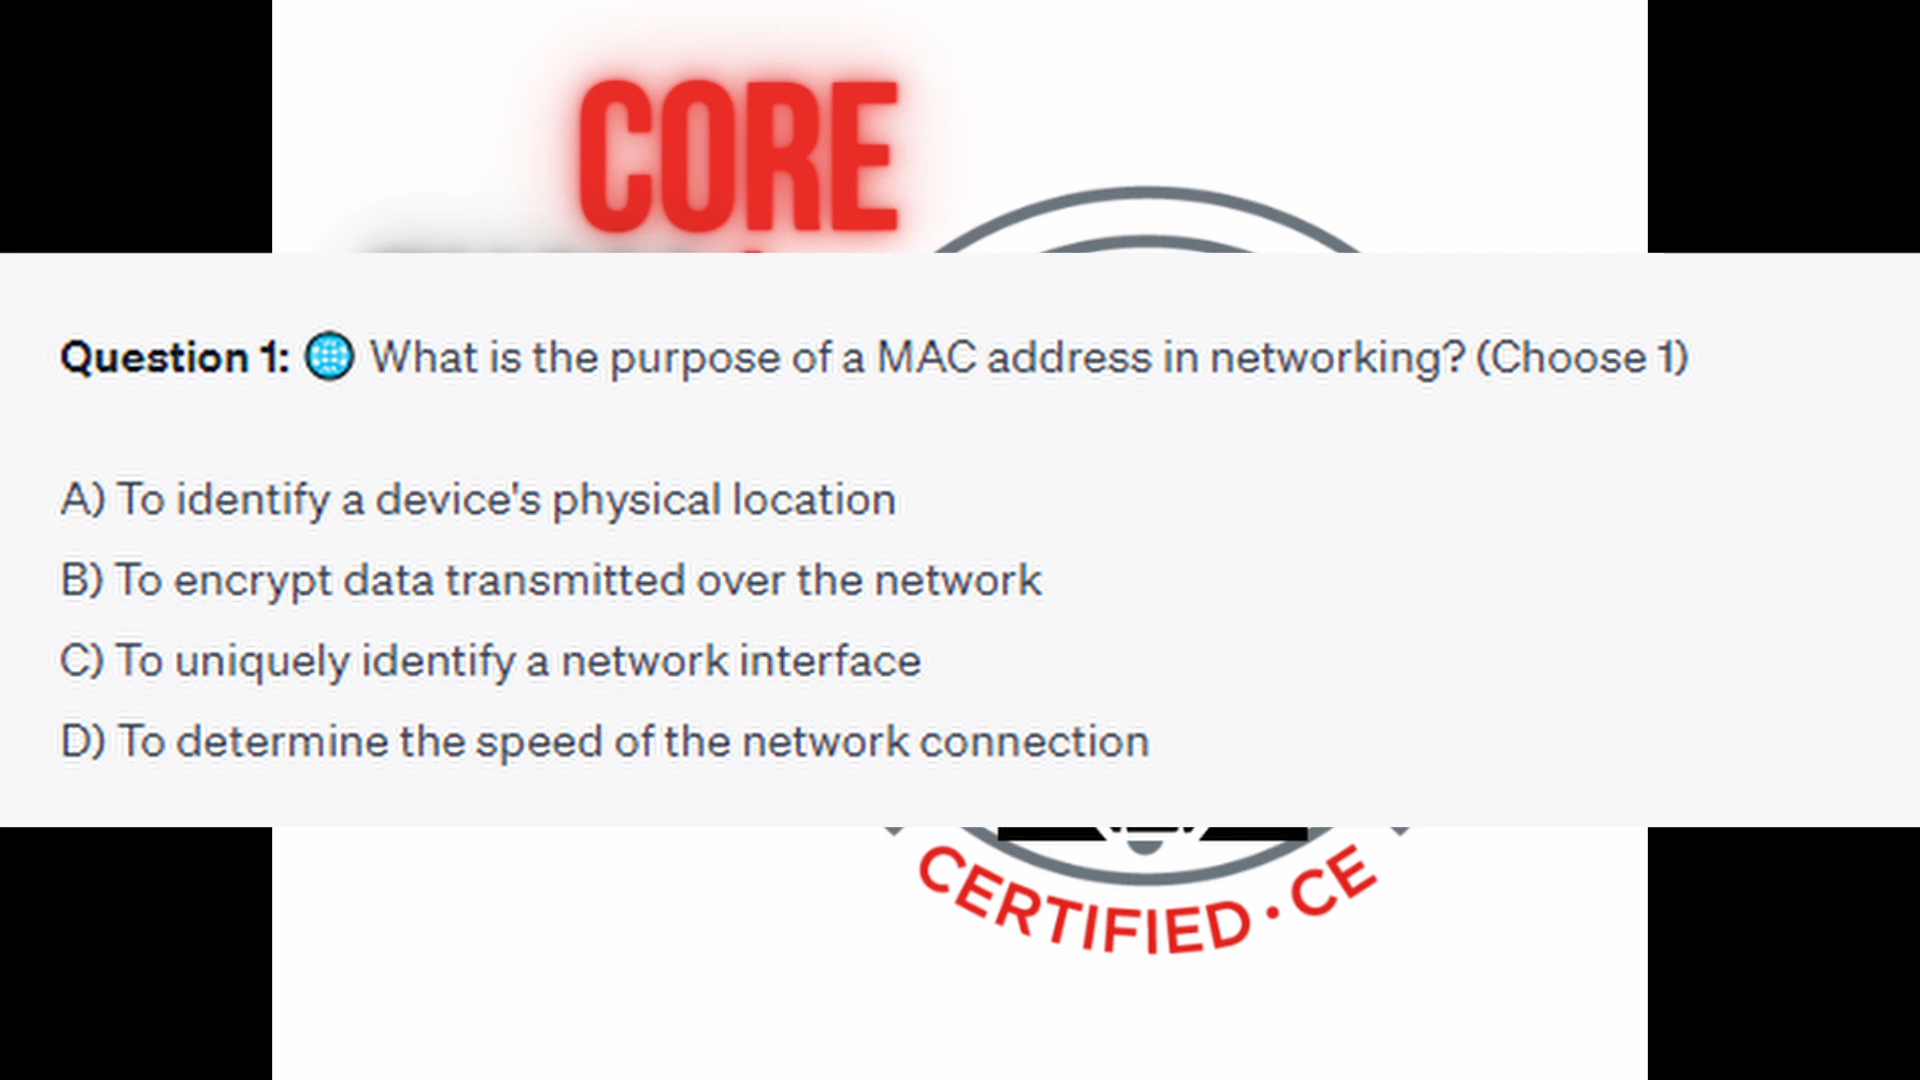 CORE
Question 1: 🌐 What is the purpose of a MAC address in networking? (Choose 1)
A) To identify a device's physical location
B) To encrypt data transmitted over the network
C) To uniquely identify a network interface
D) To determine the speed of the network connection
CERTIFIED • CE